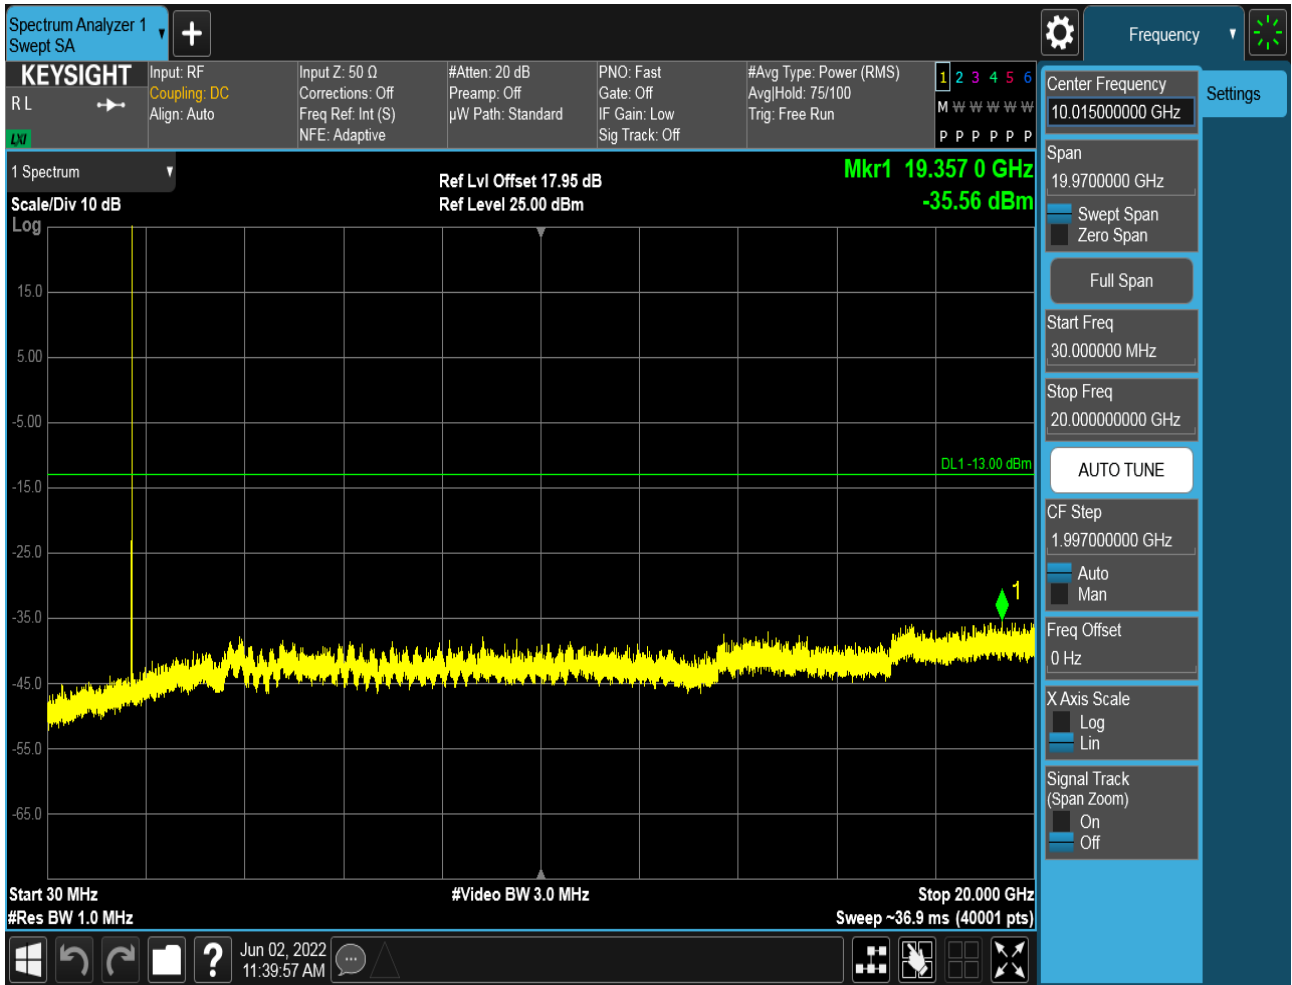 Spectrum Analyzer 1
Swept SA
Frequency
KEYSIGHT
R L
LXI
Input: RF
Coupling: DC
Align: Auto
Input Z: 50 Ω
Corrections: Off
Freq Ref: Int (S)
NFE: Adaptive
#Atten: 20 dB
Preamp: Off
µW Path: Standard
PNO: Fast
Gate: Off
IF Gain: Low
Sig Track: Off
#Avg Type: Power (RMS)
Avg|Hold: 75/100
Trig: Free Run
1 2 3 4 5 6
M W W W W W
P P P P P P
1 Spectrum
Scale/Div 10 dB
Log
Ref Lvl Offset 17.95 dB
Ref Level 25.00 dBm
Mkr1 19.357 0 GHz
-35.56 dBm
15.0
5.00
-5.00
-15.0
-25.0
-35.0
-45.0
-55.0
-65.0
DL1 -13.00 dBm
1
Start 30 MHz
#Res BW 1.0 MHz
#Video BW 3.0 MHz
Stop 20.000 GHz
Sweep ~36.9 ms (40001 pts)
Center Frequency
10.015000000 GHz
Settings
Span
19.9700000 GHz
Swept Span
Zero Span
Full Span
Start Freq
30.000000 MHz
Stop Freq
20.000000000 GHz
AUTO TUNE
CF Step
1.997000000 GHz
Auto
Man
Freq Offset
0 Hz
X Axis Scale
Log
Lin
Signal Track
(Span Zoom)
On
Off
?
Jun 02, 2022
11:39:57 AM